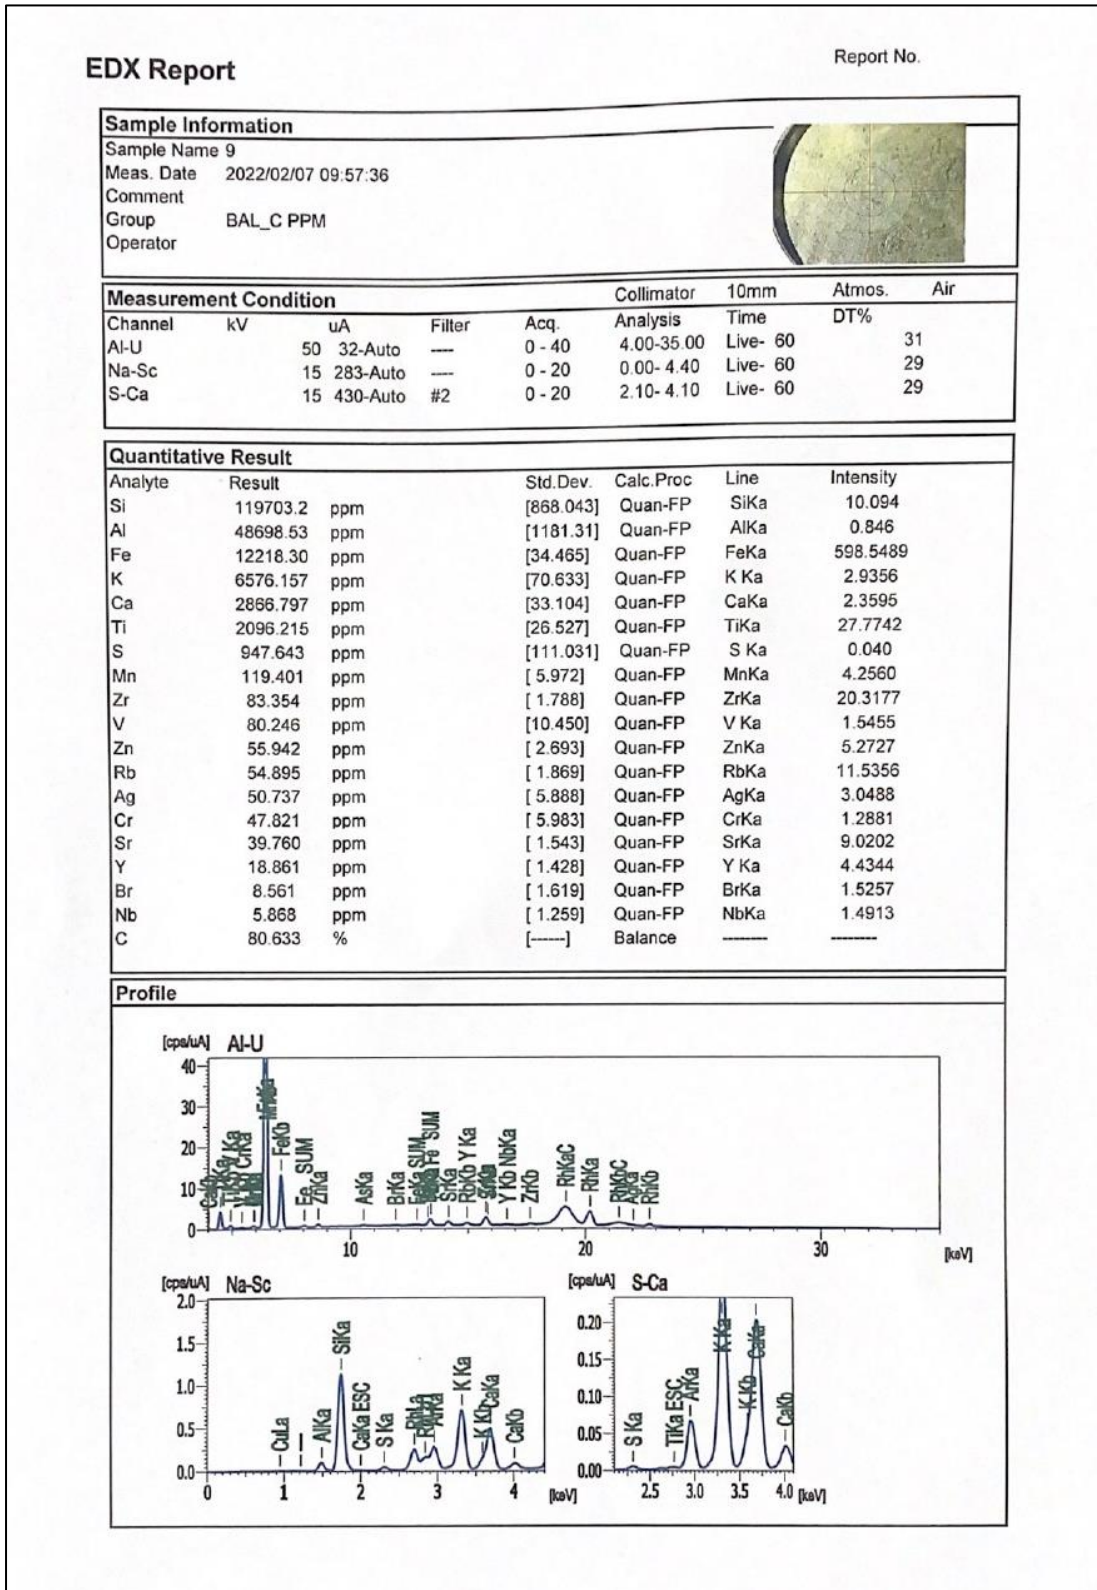 Report No.
EDX Report
Sample Information
Sample Name 9
Meas. Date 2022/02/07 09:57:36
Comment
Group BAL_C PPM
Operator
Measurement Condition Collimator 10mm Atmos. Air
Channel kV uA Filter Acq. Analysis Time DT%
Al-U 50 32-Auto ---- 0 - 40 4.00-35.00 Live- 60 31
Na-Sc 15 283-Auto ---- 0 - 20 0.00- 4.40 Live- 60 29
S-Ca 15 430-Auto #2 0 - 20 2.10- 4.10 Live- 60 29
Quantitative Result
Analyte Result Std.Dev. Calc.Proc Line Intensity
Si 119703.2 ppm [868.043] Quan-FP SiKa 10.094
Al 48698.53 ppm [1181.31] Quan-FP AlKa 0.846
Fe 12218.30 ppm [34.465] Quan-FP FeKa 598.5489
K 6576.157 ppm [70.633] Quan-FP K Ka 2.9356
Ca 2866.797 ppm [33.104] Quan-FP CaKa 2.3595
Ti 2096.215 ppm [26.527] Quan-FP TiKa 27.7742
S 947.643 ppm [111.031] Quan-FP S Ka 0.040
Mn 119.401 ppm [ 5.972] Quan-FP MnKa 4.2560
Zr 83.354 ppm [ 1.788] Quan-FP ZrKa 20.3177
V 80.246 ppm [10.450] Quan-FP V Ka 1.5455
Zn 55.942 ppm [ 2.693] Quan-FP ZnKa 5.2727
Rb 54.895 ppm [ 1.869] Quan-FP RbKa 11.5356
Ag 50.737 ppm [ 5.888] Quan-FP AgKa 3.0488
Cr 47.821 ppm [ 5.983] Quan-FP CrKa 1.2881
Sr 39.760 ppm [ 1.543] Quan-FP SrKa 9.0202
Y 18.861 ppm [ 1.428] Quan-FP Y Ka 4.4344
Br 8.561 ppm [ 1.619] Quan-FP BrKa 1.5257
Nb 5.868 ppm [ 1.259] Quan-FP NbKa 1.4913
C 80.633 % [------] Balance -------- --------
Profile
[cps/uA] Al-U
40
30
20
10
0
CaKb
FeKb
Fe SUM
ZnKa
AsKa
BrKa
FeKa SUM
Fe SUM
SrKa
RbKb Y Ka
Y Kb NbKa
ZrKb
RhKaC
RhKa
RhKbC
RhKb
10 20 30 [keV]
[cps/uA] Na-Sc
2.0
1.5
1.0
0.5
0.0
CuLa
AlKa
SiKa
CaKa ESC
S Ka
RhLa
ArKa
K Ka
K Kb
CaKa
CaKb
0 1 2 3 4 [keV]
[cps/uA] S-Ca
0.20
0.15
0.10
0.05
0.00
S Ka
TiKa ESC
ArKa
K Ka
K Kb
CaKa
CaKb
2.5 3.0 3.5 4.0 [keV]